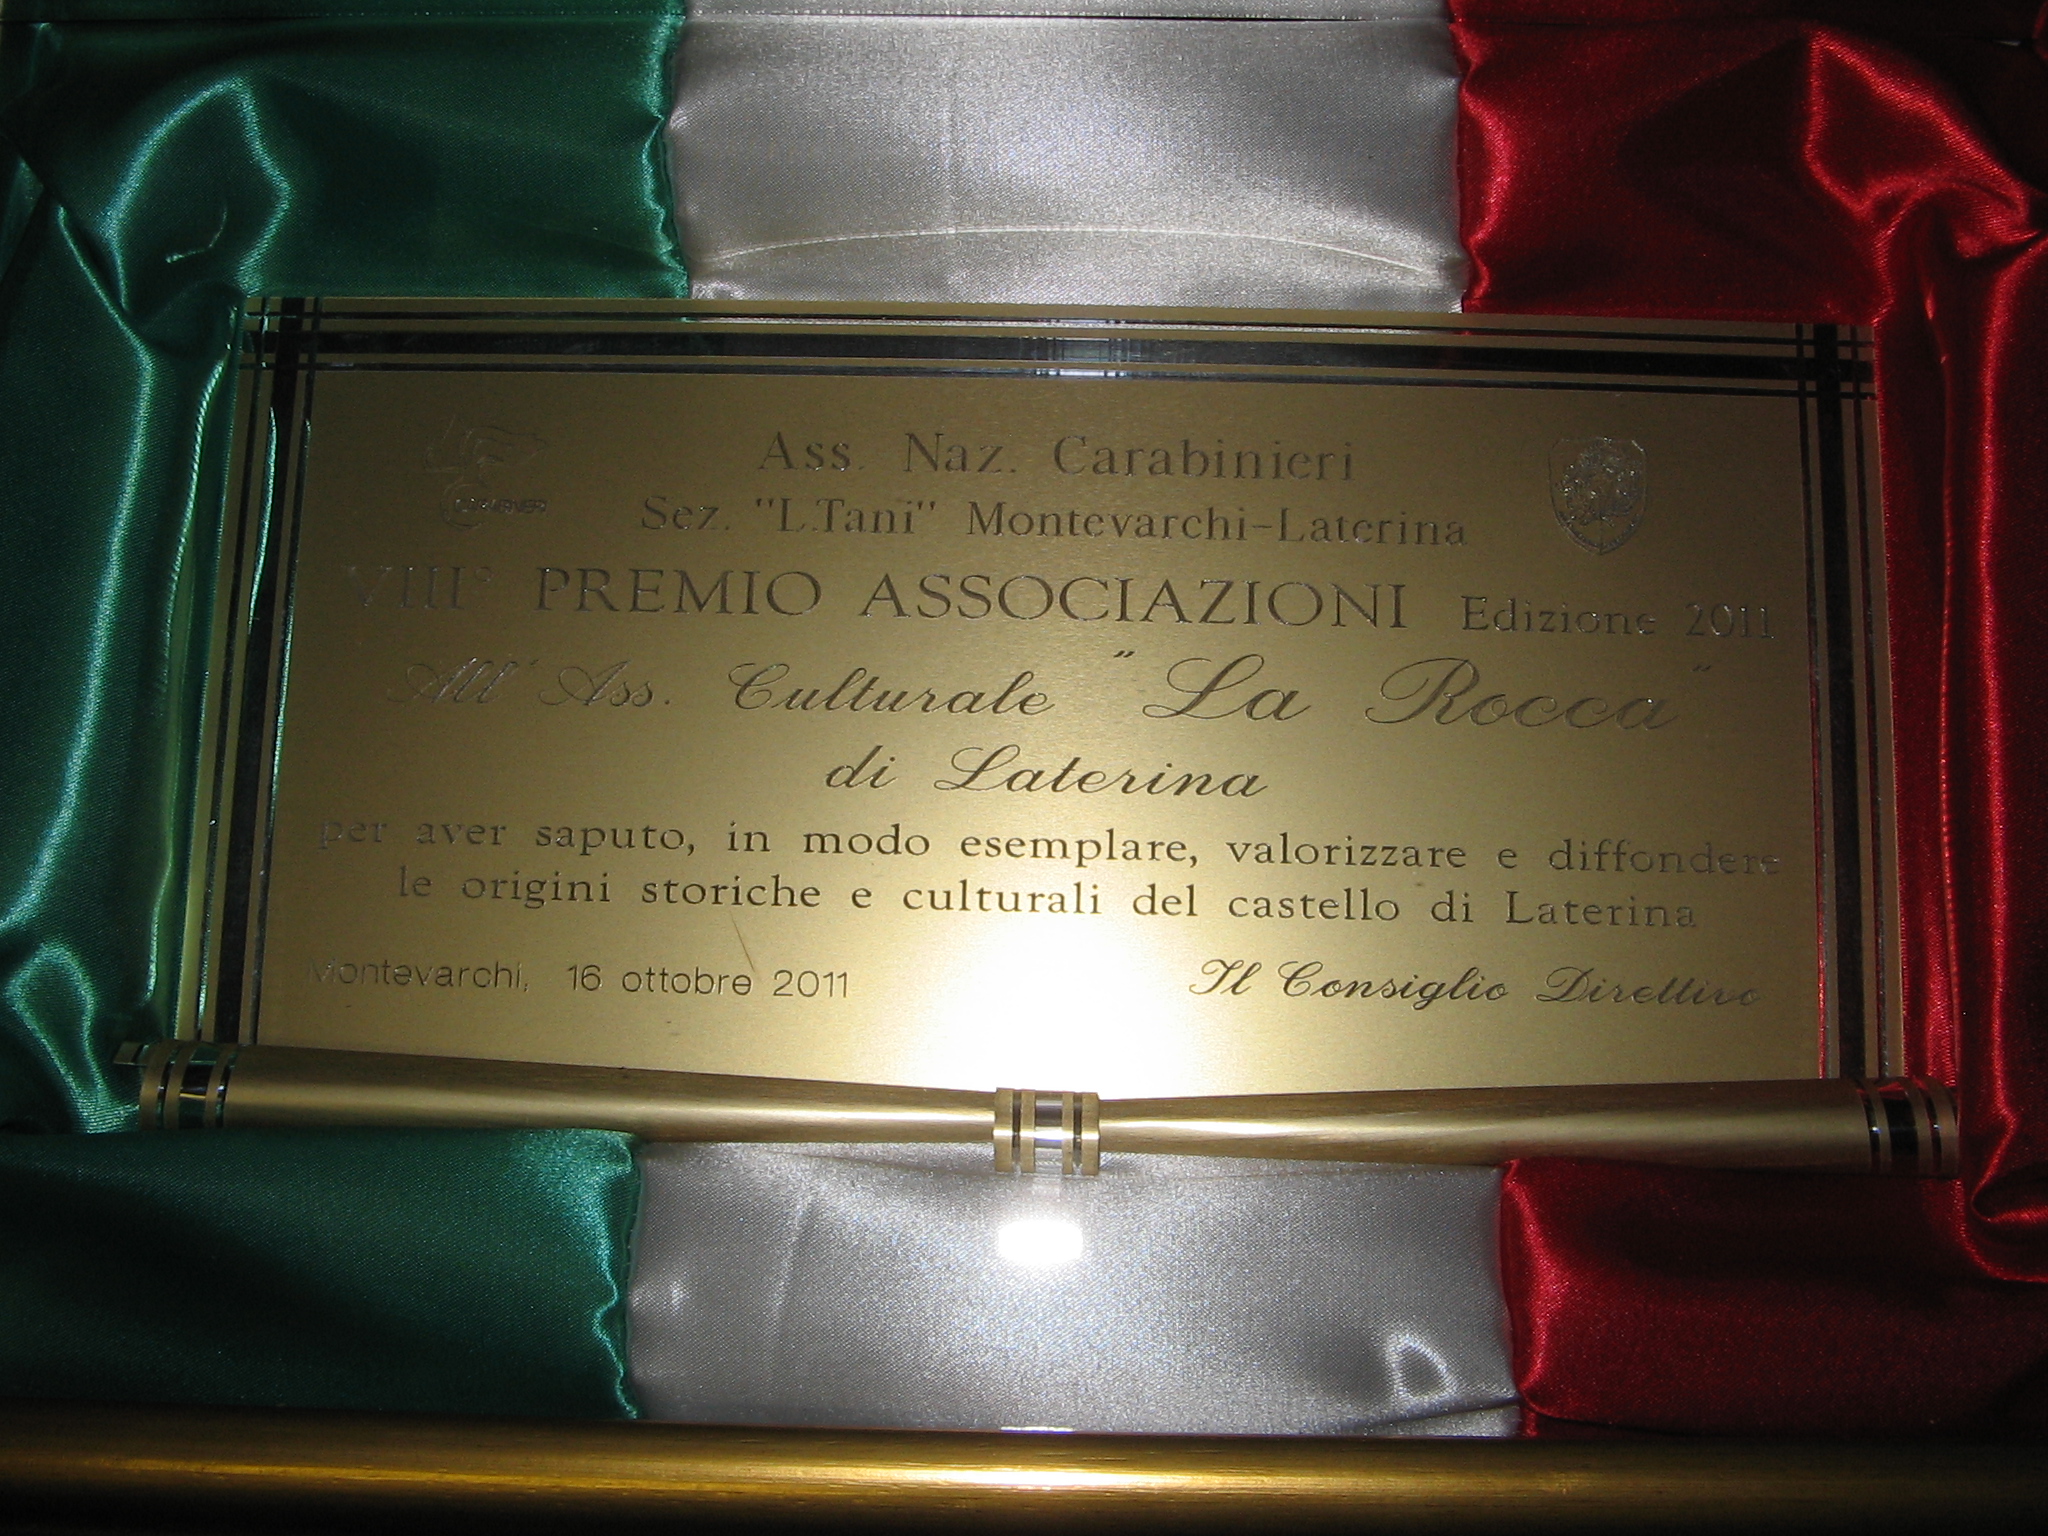 Ass. Naz. Carabinieri
Sez. "L.Tani" Montevarchi-Laterina
VIII° PREMIO ASSOCIAZIONI Edizione 2011
All' Ass. Culturale "La Rocca"
di Laterina
per aver saputo, in modo esemplare, valorizzare e diffondere
le origini storiche e culturali del castello di Laterina
Montevarchi, 16 ottobre 2011
Il Consiglio Direttivo